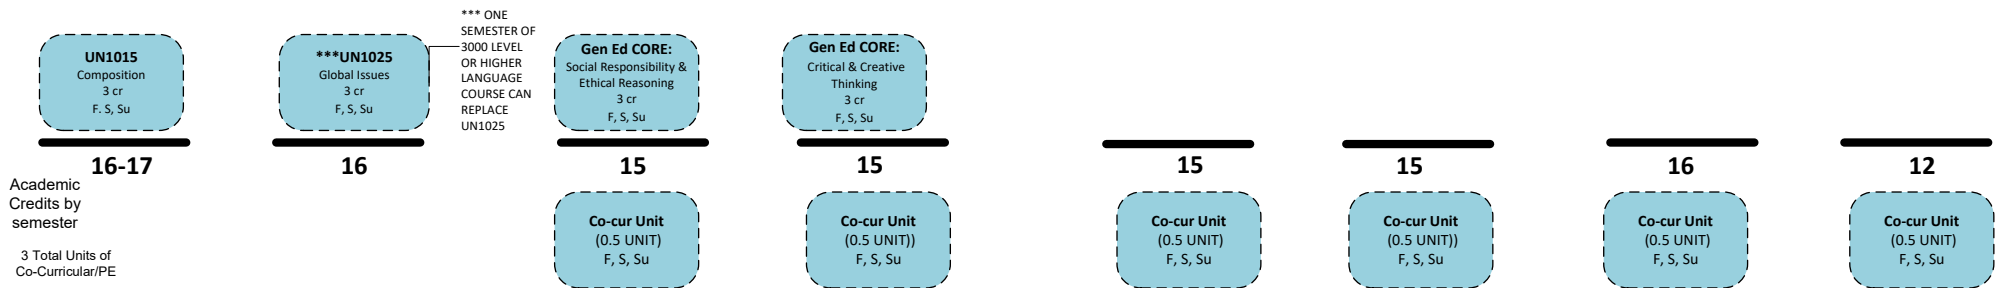 UN1015
Composition
3 cr
F. S, Su
***UN1025
Global Issues
3 cr
F, S, Su
*** ONE
SEMESTER OF
3000 LEVEL
OR HIGHER
LANGUAGE
COURSE CAN
REPLACE
UN1025
Gen Ed CORE:
Social Responsibility &
Ethical Reasoning
3 cr
F, S, Su
Gen Ed CORE:
Critical & Creative
Thinking
3 cr
F, S, Su
16-17
16
15
15
15
15
16
12
Academic
Credits by
semester
3 Total Units of
Co-Curricular/PE
Co-cur Unit
(0.5 UNIT)
F, S, Su
Co-cur Unit
(0.5 UNIT))
F, S, Su
Co-cur Unit
(0.5 UNIT)
F, S, Su
Co-cur Unit
(0.5 UNIT))
F, S, Su
Co-cur Unit
(0.5 UNIT)
F, S, Su
Co-cur Unit
(0.5 UNIT)
F, S, Su